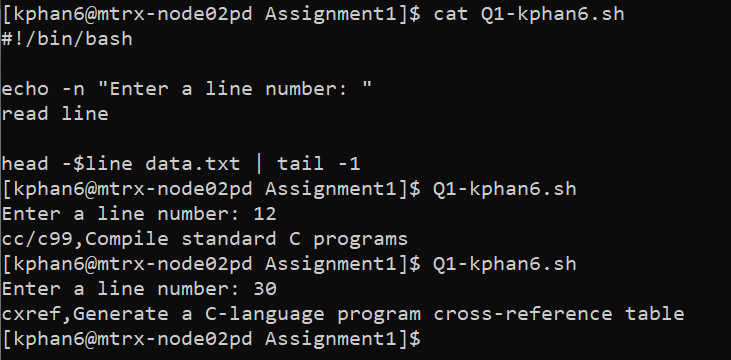 [kphan6@mtrx-node02pd Assignment1]$ cat Q1-kphan6.sh
#!/bin/bash
echo -n "Enter a line number: "
read line
head -$line data.txt | tail -1
[kphan6@mtrx-node02pd Assignment1]$ Q1-kphan6.sh
Enter a line number: 12
cc/c99,Compile standard C programs
[kphan6@mtrx-node02pd Assignment1]$ Q1-kphan6.sh
Enter a line number: 30
cxref,Generate a C-language program cross-reference table
[kphan6@mtrx-node02pd Assignment1]$